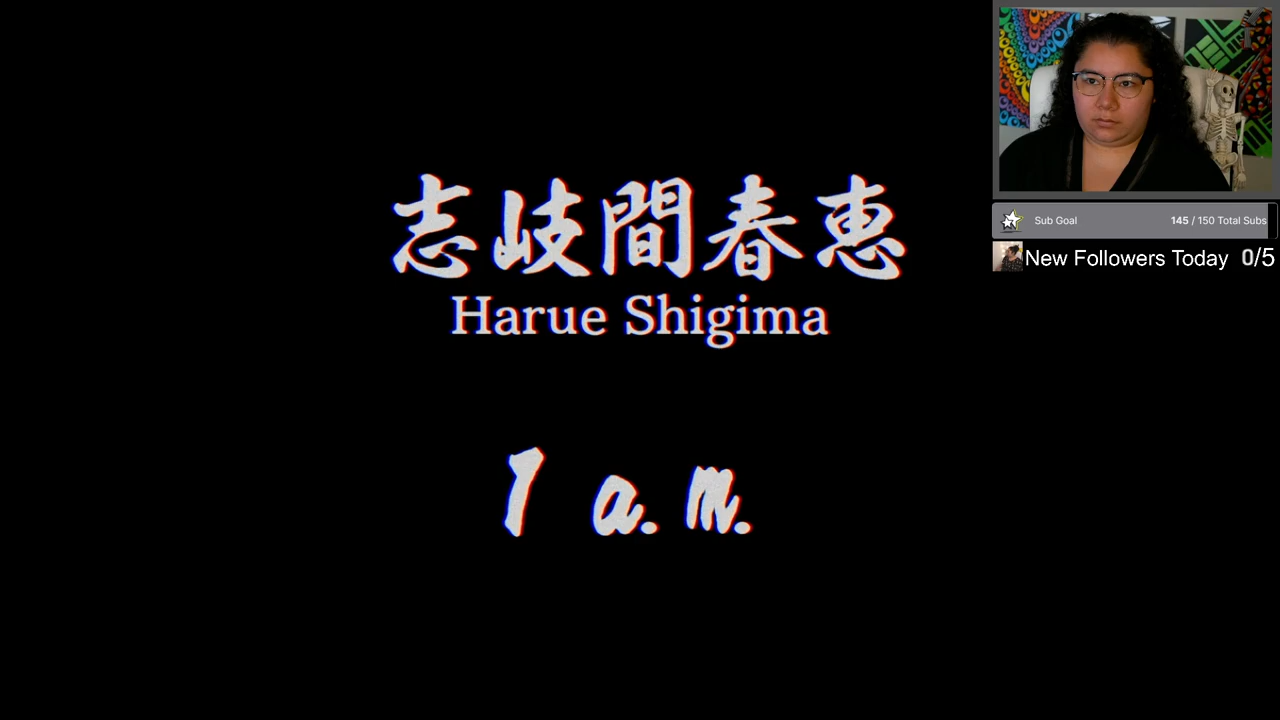 志岐間春恵
Harue Shigima
1 a.m.
Sub Goal 145 / 150 Total Subs
New Followers Today 0/5